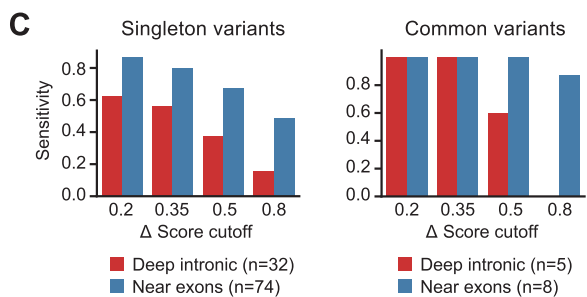 C
Singleton variants
Common variants
Sensitivity
0.8
0.6
0.4
0.2
0.0
0.2 0.35 0.5 0.8
Δ Score cutoff
Deep intronic (n=32)
Near exons (n=74)
0.8
0.6
0.4
0.2
0.0
0.2 0.35 0.5 0.8
Δ Score cutoff
Deep intronic (n=5)
Near exons (n=8)